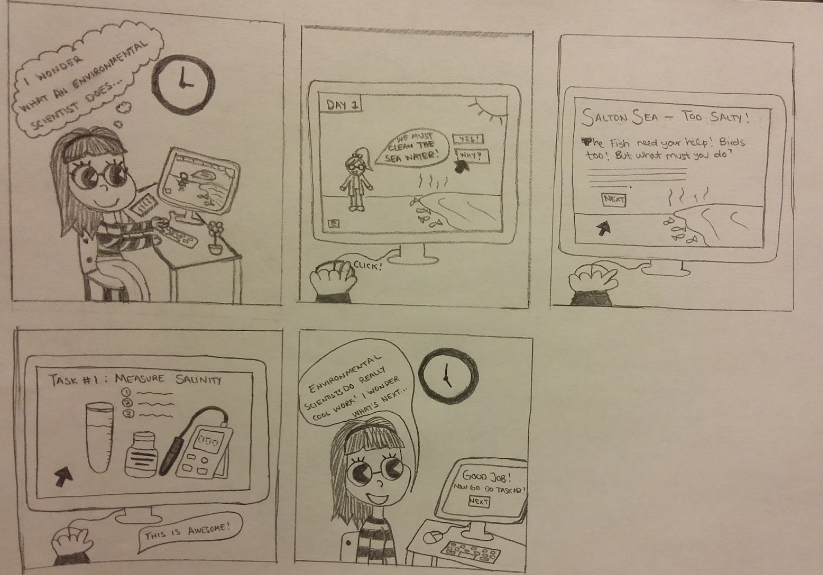 I WONDER
WHAT AN ENVIRONMENTAL
SCIENTIST DOES...
DAY 1
WE MUST
CLEAN THE
SEA WATER!
YES!
WHY?
CLICK!
SALTON SEA – TOO SALTY!
The Fish need your help! Birds
too! But what must you do?
NEXT
TASK #1: MEASURE SALINITY
1
2
3
THIS IS AWESOME!
ENVIRONMENTAL
SCIENTISTS DO REALLY
COOL WORK! I WONDER
WHAT'S NEXT...
GOOD JOB!
NOW GO DO TASK #2!
NEXT